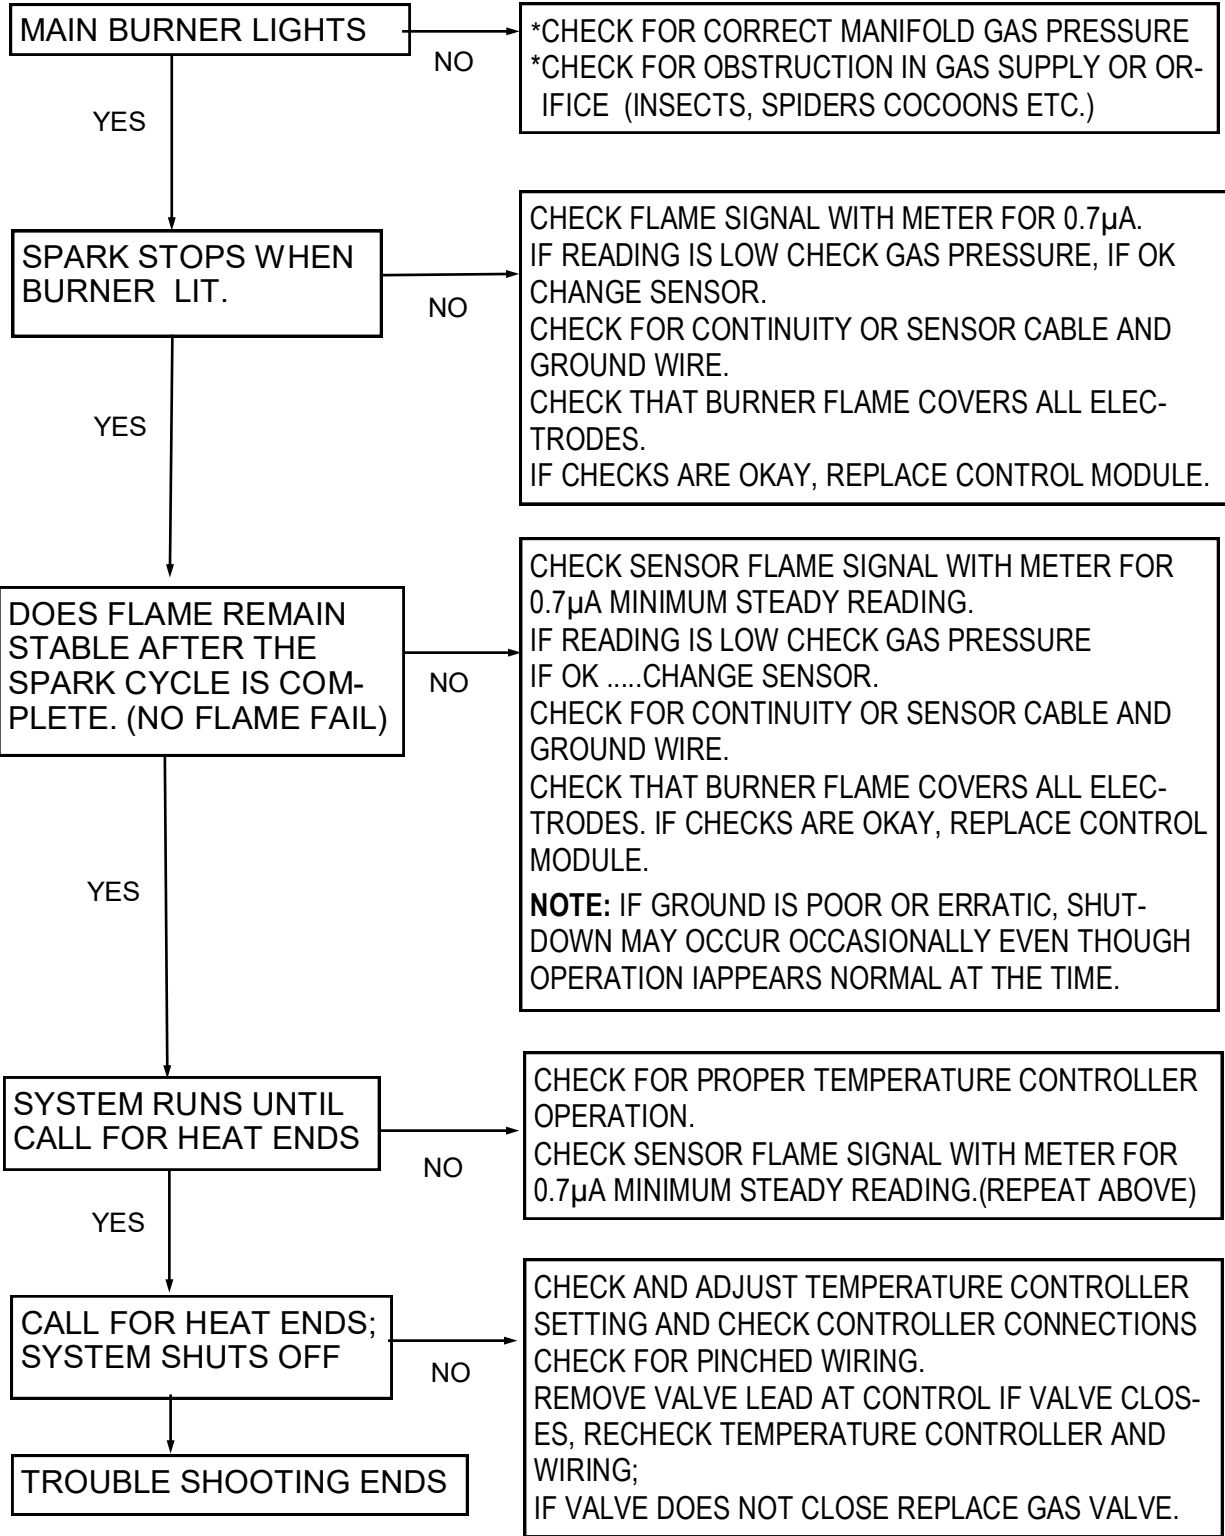 MAIN BURNER LIGHTS
NO
*CHECK FOR CORRECT MANIFOLD GAS PRESSURE
*CHECK FOR OBSTRUCTION IN GAS SUPPLY OR OR-
IFICE (INSECTS, SPIDERS COCOONS ETC.)
YES
SPARK STOPS WHEN
BURNER LIT.
NO
CHECK FLAME SIGNAL WITH METER FOR 0.7µA.
IF READING IS LOW CHECK GAS PRESSURE, IF OK
CHANGE SENSOR.
CHECK FOR CONTINUITY OR SENSOR CABLE AND
GROUND WIRE.
CHECK THAT BURNER FLAME COVERS ALL ELEC-
TRODES.
IF CHECKS ARE OKAY, REPLACE CONTROL MODULE.
YES
DOES FLAME REMAIN
STABLE AFTER THE
SPARK CYCLE IS COM-
PLETE. (NO FLAME FAIL)
NO
CHECK SENSOR FLAME SIGNAL WITH METER FOR
0.7µA MINIMUM STEADY READING.
IF READING IS LOW CHECK GAS PRESSURE
IF OK .....CHANGE SENSOR.
CHECK FOR CONTINUITY OR SENSOR CABLE AND
GROUND WIRE.
CHECK THAT BURNER FLAME COVERS ALL ELEC-
TRODES. IF CHECKS ARE OKAY, REPLACE CONTROL
MODULE.
NOTE: IF GROUND IS POOR OR ERRATIC, SHUT-
DOWN MAY OCCUR OCCASIONALLY EVEN THOUGH
OPERATION IAPPEARS NORMAL AT THE TIME.
YES
SYSTEM RUNS UNTIL
CALL FOR HEAT ENDS
NO
CHECK FOR PROPER TEMPERATURE CONTROLLER
OPERATION.
CHECK SENSOR FLAME SIGNAL WITH METER FOR
0.7µA MINIMUM STEADY READING.(REPEAT ABOVE)
YES
CALL FOR HEAT ENDS;
SYSTEM SHUTS OFF
NO
CHECK AND ADJUST TEMPERATURE CONTROLLER
SETTING AND CHECK CONTROLLER CONNECTIONS
CHECK FOR PINCHED WIRING.
REMOVE VALVE LEAD AT CONTROL IF VALVE CLOS-
ES, RECHECK TEMPERATURE CONTROLLER AND
WIRING;
IF VALVE DOES NOT CLOSE REPLACE GAS VALVE.
TROUBLE SHOOTING ENDS